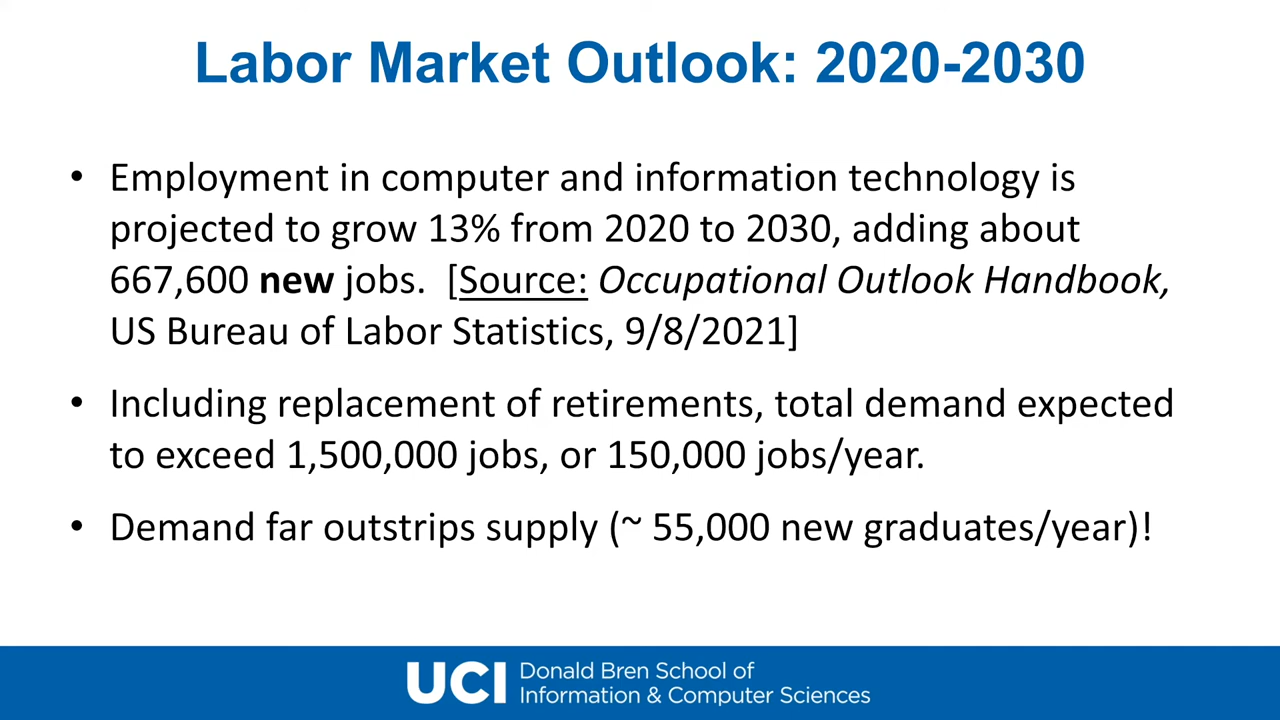 Labor Market Outlook: 2020-2030
• Employment in computer and information technology is
projected to grow 13% from 2020 to 2030, adding about
667,600 new jobs. [Source: Occupational Outlook Handbook,
US Bureau of Labor Statistics, 9/8/2021]
• Including replacement of retirements, total demand expected
to exceed 1,500,000 jobs, or 150,000 jobs/year.
• Demand far outstrips supply (~ 55,000 new graduates/year)!
UCI Donald Bren School of
Information & Computer Sciences